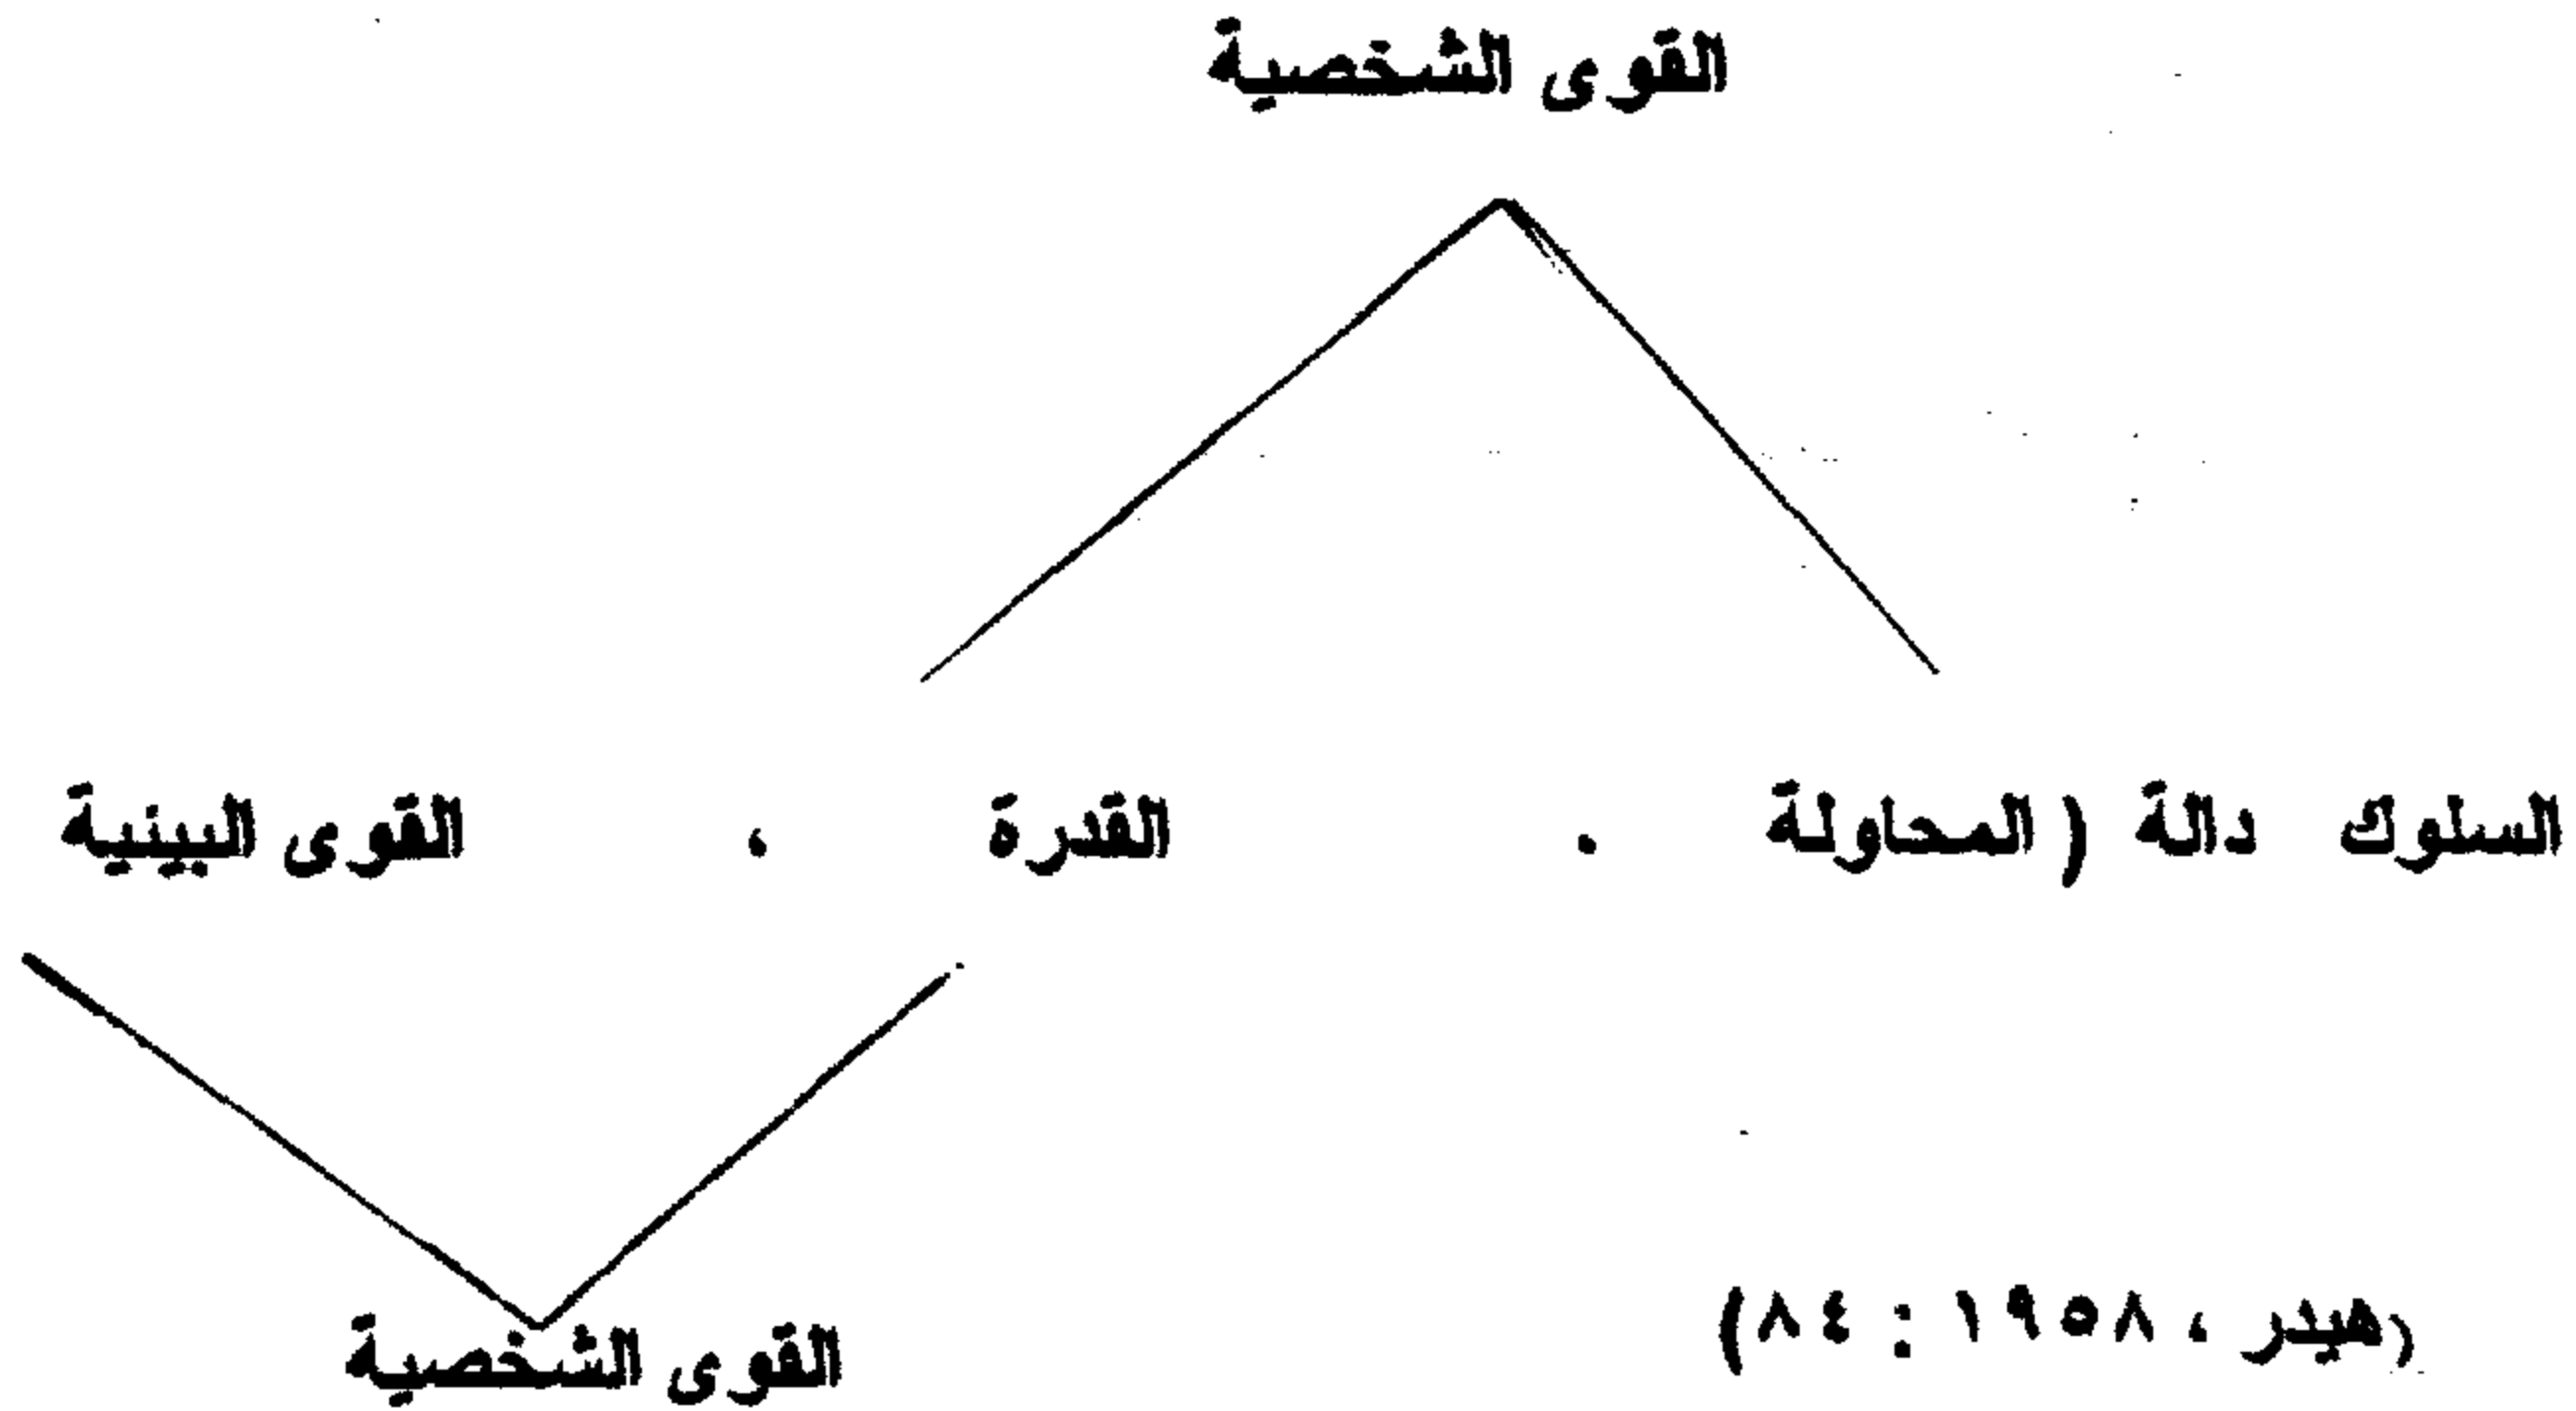 القوى الشخصية
السلوك دالة (المحاولة . القدرة ، القوى البينية
القوى الشخصية
(هيدر ، ١٩٥٨ : ٨٤)